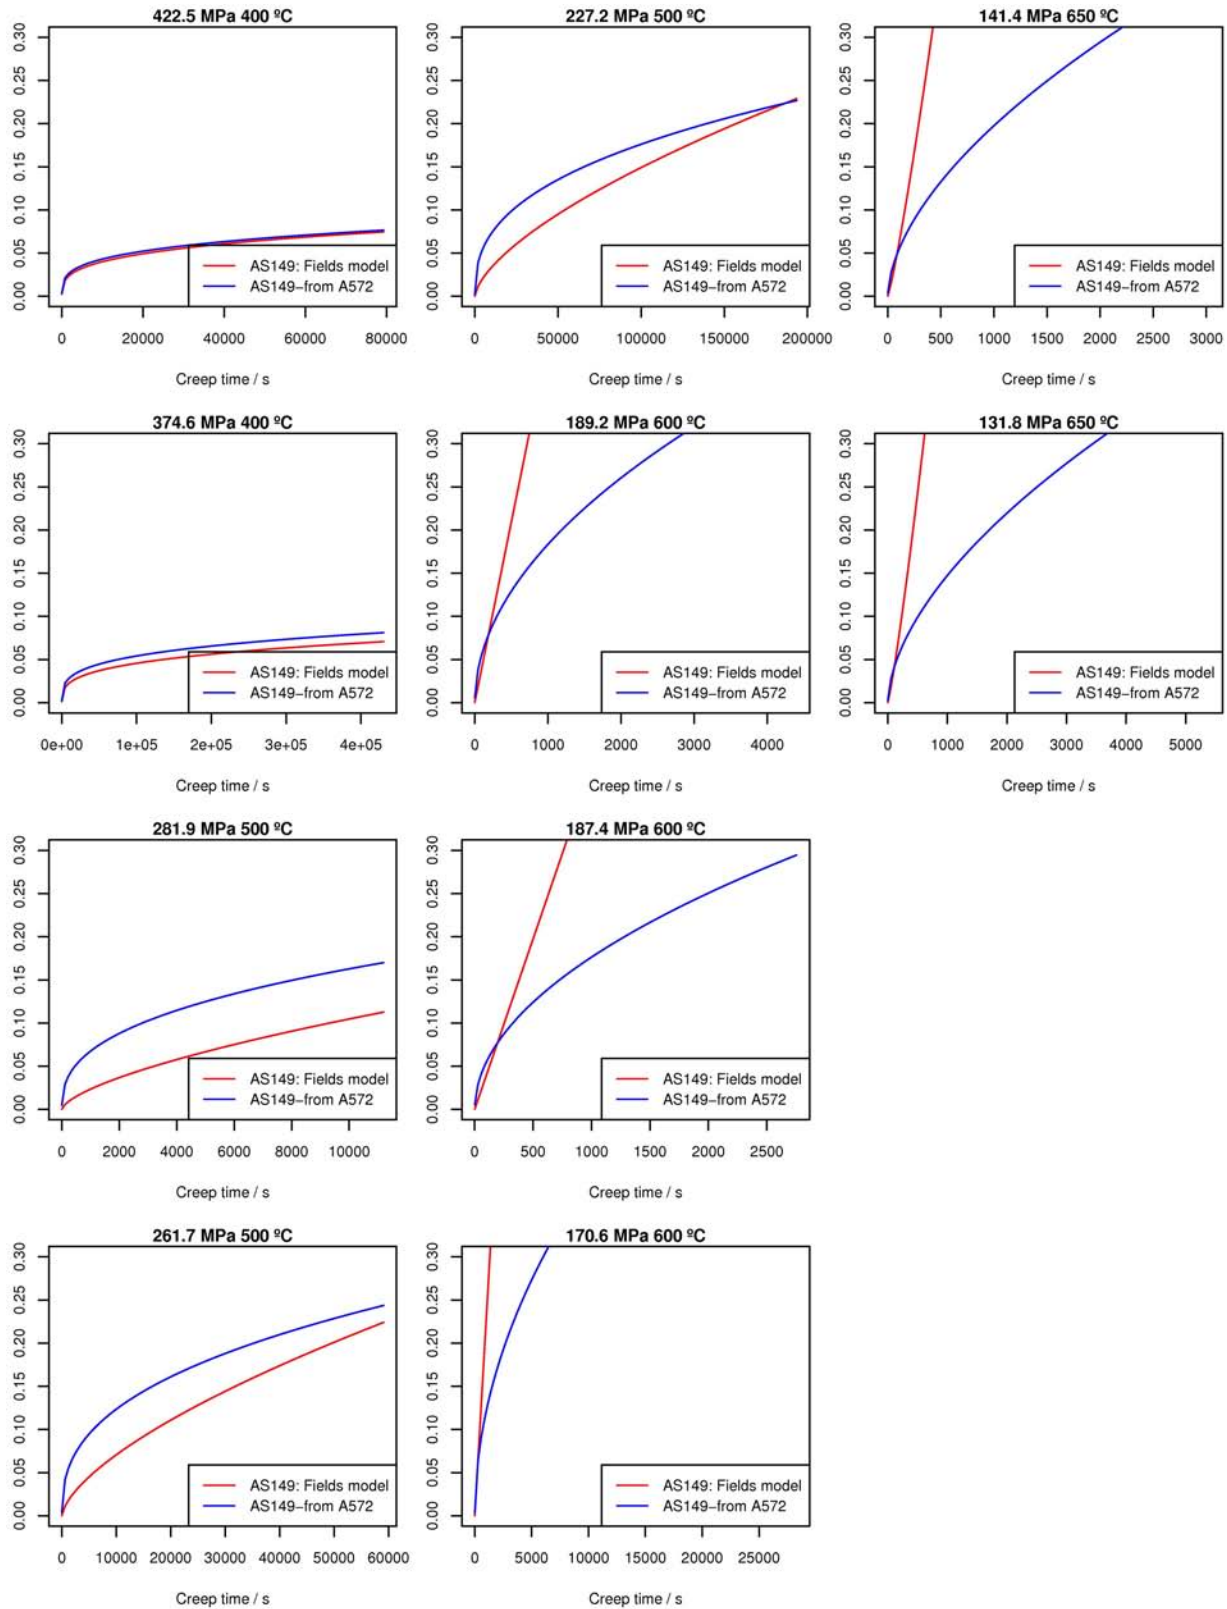 422.5 MPa 400 ºC
0.00 0.05 0.10 0.15 0.20 0.25 0.30
AS149: Fields model
AS149−from A572
0 20000 40000 60000 80000
Creep time / s
227.2 MPa 500 ºC
0.00 0.05 0.10 0.15 0.20 0.25 0.30
AS149: Fields model
AS149−from A572
0 50000 100000 150000 200000
Creep time / s
141.4 MPa 650 ºC
0.00 0.05 0.10 0.15 0.20 0.25 0.30
AS149: Fields model
AS149−from A572
0 500 1000 1500 2000 2500 3000
Creep time / s
374.6 MPa 400 ºC
0.00 0.05 0.10 0.15 0.20 0.25 0.30
AS149: Fields model
AS149−from A572
0e+00 1e+05 2e+05 3e+05 4e+05
Creep time / s
189.2 MPa 600 ºC
0.00 0.05 0.10 0.15 0.20 0.25 0.30
AS149: Fields model
AS149−from A572
0 1000 2000 3000 4000
Creep time / s
131.8 MPa 650 ºC
0.00 0.05 0.10 0.15 0.20 0.25 0.30
AS149: Fields model
AS149−from A572
0 1000 2000 3000 4000 5000
Creep time / s
281.9 MPa 500 ºC
0.00 0.05 0.10 0.15 0.20 0.25 0.30
AS149: Fields model
AS149−from A572
0 2000 4000 6000 8000 10000
Creep time / s
187.4 MPa 600 ºC
0.00 0.05 0.10 0.15 0.20 0.25 0.30
AS149: Fields model
AS149−from A572
0 500 1000 1500 2000 2500
Creep time / s
261.7 MPa 500 ºC
0.00 0.05 0.10 0.15 0.20 0.25 0.30
AS149: Fields model
AS149−from A572
0 10000 20000 30000 40000 50000 60000
Creep time / s
170.6 MPa 600 ºC
0.00 0.05 0.10 0.15 0.20 0.25 0.30
AS149: Fields model
AS149−from A572
0 5000 10000 15000 20000 25000
Creep time / s